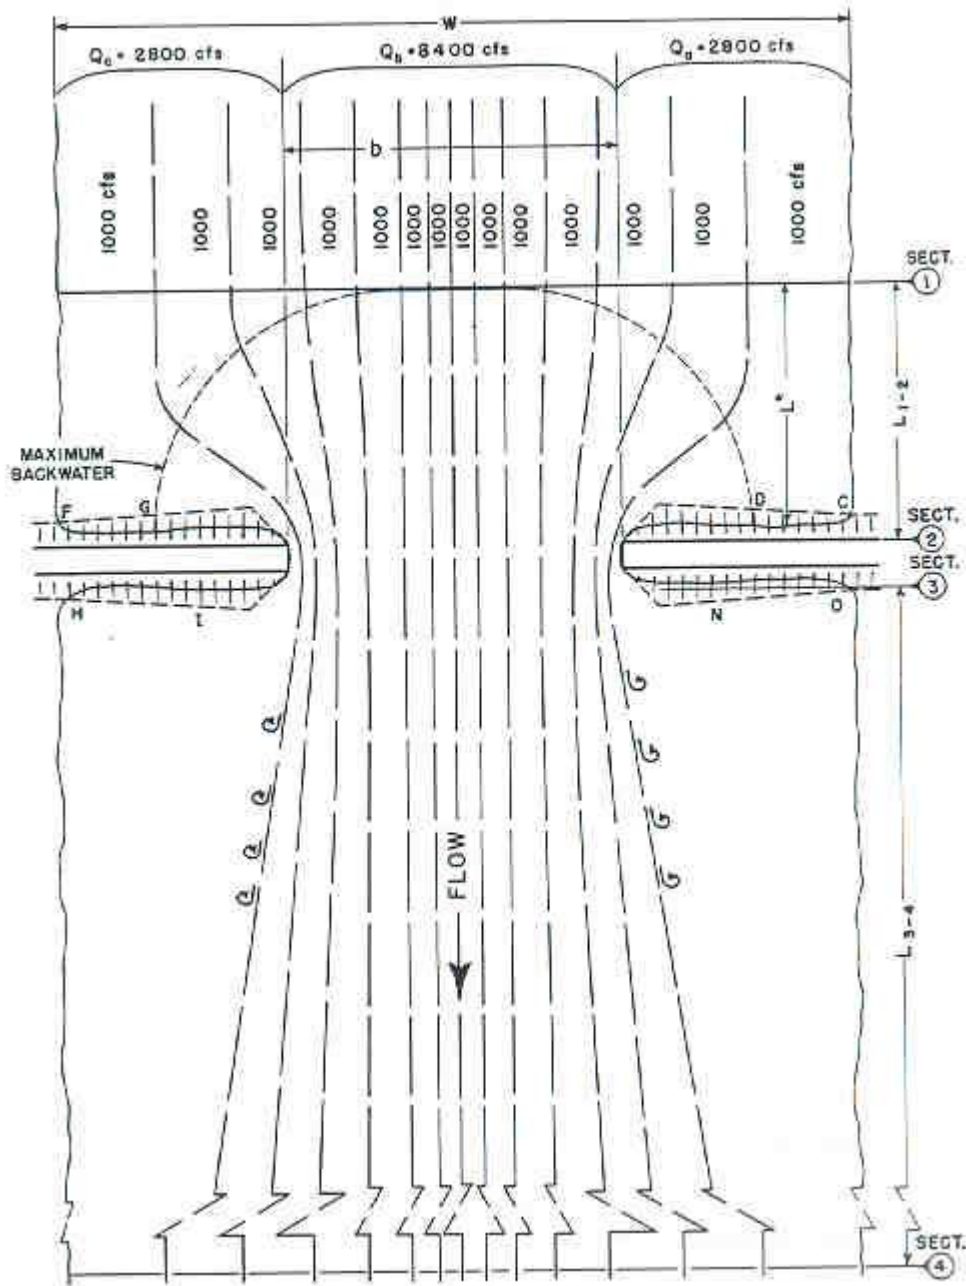 W
Qc = 2800 cfs
Qb = 8400 cfs
Qa = 2800 cfs
b
1000 cfs
1000
1000
1000
1000
1000
1000
1000
1000
1000
1000
1000
1000
1000 cfs
SECT.
1
L*
L1-2
MAXIMUM
BACKWATER
F
G
D
C
SECT.
2
SECT.
3
H
I
N
O
FLOW
L3-4
SECT.
4